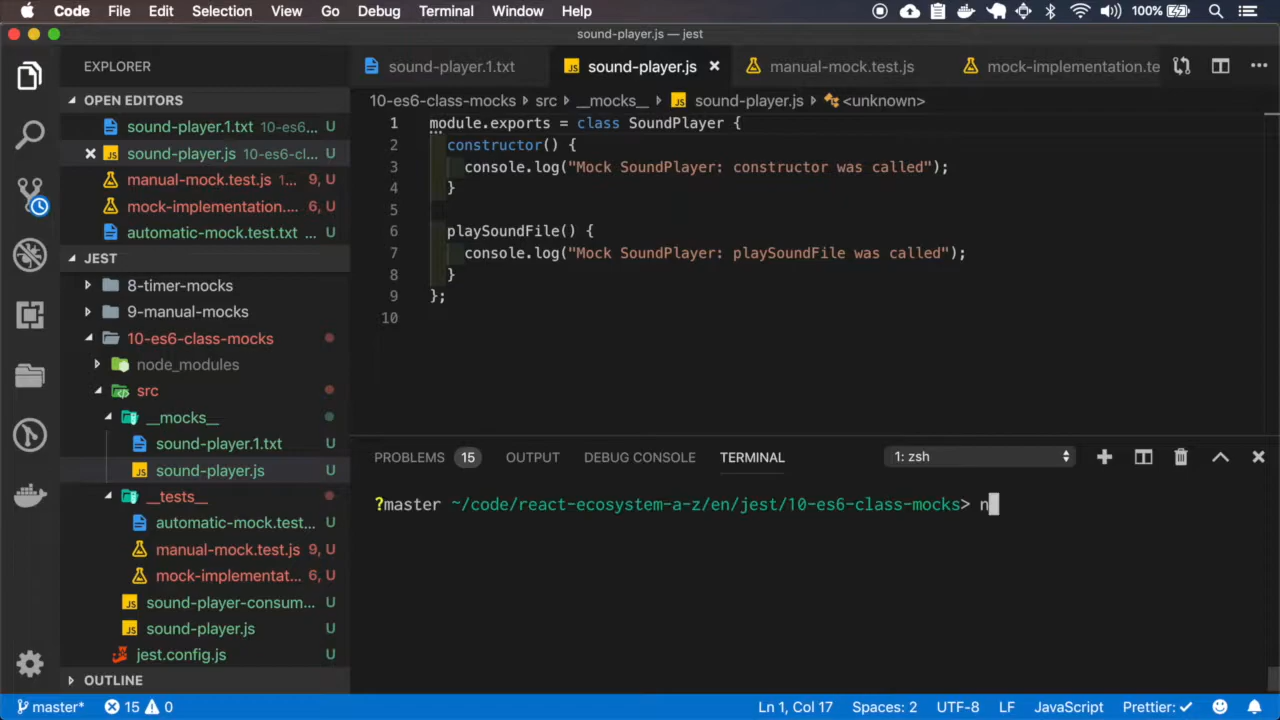 Code File Edit Selection View Go Debug Terminal Window Help 100%
sound-player.js — jest
EXPLORER
OPEN EDITORS
sound-player.1.txt 10-es6... U
sound-player.js 10-es6-cl... U
manual-mock.test.js 1... 9, U
mock-implementation.... 6, U
automatic-mock.test.txt ... U
JEST
8-timer-mocks
9-manual-mocks
10-es6-class-mocks
node_modules
src
__mocks__
sound-player.1.txt U
sound-player.js U
__tests__
automatic-mock.test... U
manual-mock.test.js 9, U
mock-implementat... 6, U
sound-player-consum... U
sound-player.js U
jest.config.js U
OUTLINE
sound-player.1.txt sound-player.js manual-mock.test.js mock-implementation.te
10-es6-class-mocks › src › __mocks__ › sound-player.js › <unknown>
1 module.exports = class SoundPlayer {
2 constructor() {
3 console.log("Mock SoundPlayer: constructor was called");
4 }
5
6 playSoundFile() {
7 console.log("Mock SoundPlayer: playSoundFile was called");
8 }
9 };
10
PROBLEMS 15 OUTPUT DEBUG CONSOLE TERMINAL 1: zsh
?master ~/code/react-ecosystem-a-z/en/jest/10-es6-class-mocks> n
master* 15 0 Ln 1, Col 17 Spaces: 2 UTF-8 LF JavaScript Prettier: ✓